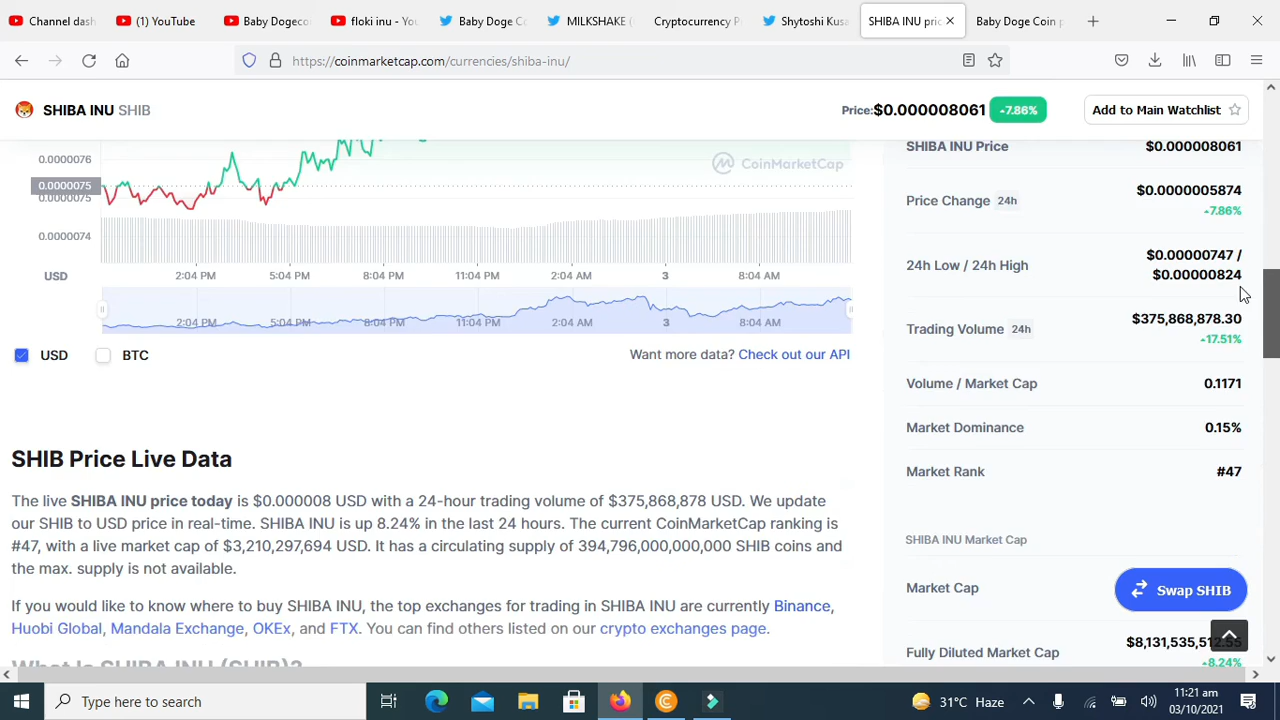 Channel dash
(1) YouTube
Baby Dogeco
floki inu - You
Baby Doge Co
MILKSHAKE (
Cryptocurrency P
Shytoshi Kusa
SHIBA INU pric
Baby Doge Coin p
https://coinmarketcap.com/currencies/shiba-inu/
SHIBA INU SHIB
Price:$0.000008061 7.86%
Add to Main Watchlist
0.0000076
0.0000075
0.0000075
0.0000074
CoinMarketCap
USD
2:04 PM 5:04 PM 8:04 PM 11:04 PM 2:04 AM 3 8:04 AM
2:04 PM 5:04 PM 8:04 PM 11:04 PM 2:04 AM 3 8:04 AM
USD BTC
Want more data? Check out our API
SHIB Price Live Data
The live SHIBA INU price today is $0.000008 USD with a 24-hour trading volume of $375,868,878 USD. We update
our SHIB to USD price in real-time. SHIBA INU is up 8.24% in the last 24 hours. The current CoinMarketCap ranking is
#47, with a live market cap of $3,210,297,694 USD. It has a circulating supply of 394,796,000,000,000 SHIB coins and
the max. supply is not available.
If you would like to know where to buy SHIBA INU, the top exchanges for trading in SHIBA INU are currently Binance,
Huobi Global, Mandala Exchange, OKEx, and FTX. You can find others listed on our crypto exchanges page.
What Is SHIBA INU (SHIB)?
SHIBA INU Price $0.000008061
Price Change 24h $0.0000005874
7.86%
24h Low / 24h High $0.00000747 /
$0.00000824
Trading Volume 24h $375,868,878.30
17.51%
Volume / Market Cap 0.1171
Market Dominance 0.15%
Market Rank #47
SHIBA INU Market Cap
Market Cap
Swap SHIB
Fully Diluted Market Cap $8,131,535,51
8.24%
Type here to search
31°C Haze
11:21 am
03/10/2021